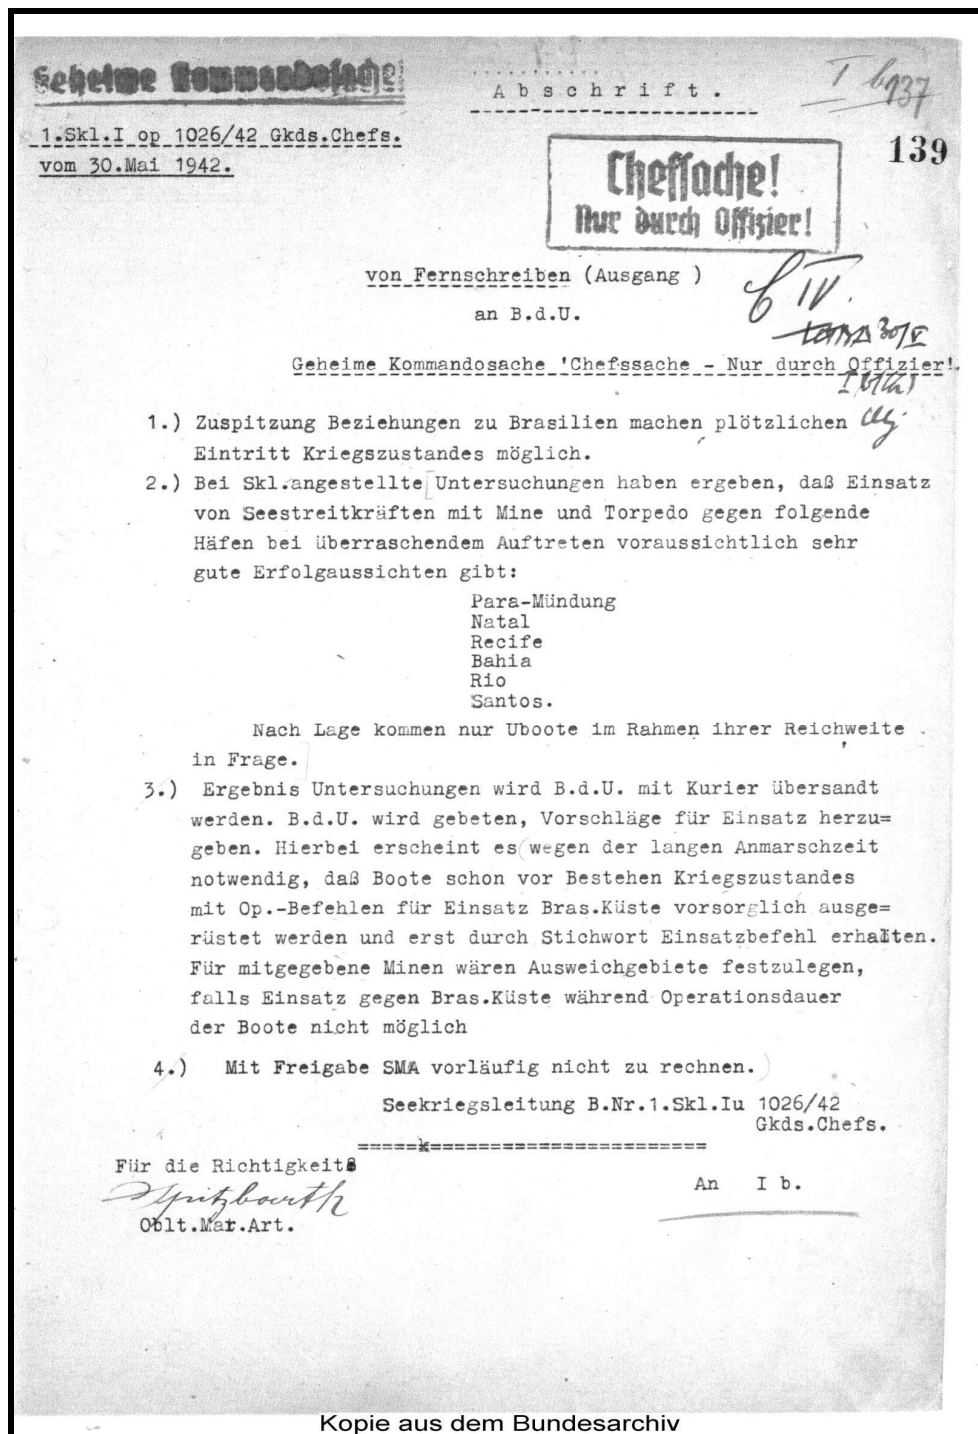 Geheime Kommandosache!
A b s c h r i f t .
I b
137
1.Skl.I op 1026/42 Gkds.Chefs.
vom 30.Mai 1942.
139
Cheffache!
Nur durch Offizier!
von Fernschreiben (Ausgang )
an B.d.U.
IV.
30/V
Geheime Kommandosache 'Chefssache - Nur durch Offizier!.
1.) Zuspitzung Beziehungen zu Brasilien machen plötzlichen
Eintritt Kriegszustandes möglich.
2.) Bei Skl.angestellte Untersuchungen haben ergeben, daß Einsatz
von Seestreitkräften mit Mine und Torpedo gegen folgende
Häfen bei überraschendem Auftreten voraussichtlich sehr
gute Erfolgaussichten gibt:
Para-Mündung
Natal
Recife
Bahia
Rio
Santos.
Nach Lage kommen nur Uboote im Rahmen ihrer Reichweite
in Frage.
3.) Ergebnis Untersuchungen wird B.d.U. mit Kurier übersandt
werden. B.d.U. wird gebeten, Vorschläge für Einsatz herzu=
geben. Hierbei erscheint es wegen der langen Anmarschzeit
notwendig, daß Boote schon vor Bestehen Kriegszustandes
mit Op.-Befehlen für Einsatz Bras.Küste vorsorglich ausge=
rüstet werden und erst durch Stichwort Einsatzbefehl erhalten.
Für mitgegebene Minen wären Ausweichgebiete festzulegen,
falls Einsatz gegen Bras.Küste während Operationsdauer
der Boote nicht möglich
4.) Mit Freigabe SMA vorläufig nicht zu rechnen.
Seekriegsleitung B.Nr.1.Skl.Iu 1026/42
Gkds.Chefs.
Für die Richtigkeit:
An I b.
Oblt.Mar.Art.
Kopie aus dem Bundesarchiv